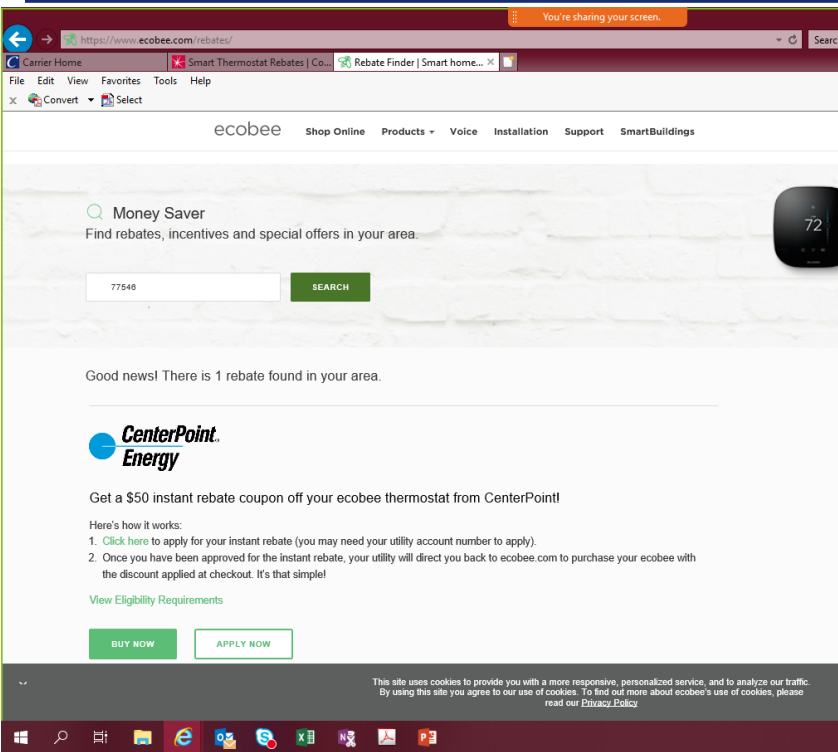 You're sharing your screen.
https://www.ecobee.com/rebates/
Searc
Carrier Home
Smart Thermostat Rebates | Co...
Rebate Finder | Smart home...
File Edit View Favorites Tools Help
x Convert Select
ecobee Shop Online Products Voice Installation Support SmartBuildings
Money Saver
Find rebates, incentives and special offers in your area.
72
77546 SEARCH
Good news! There is 1 rebate found in your area.
CenterPoint.
Energy
Get a $50 instant rebate coupon off your ecobee thermostat from CenterPoint!
Here's how it works:
1. Click here to apply for your instant rebate (you may need your utility account number to apply).
2. Once you have been approved for the instant rebate, your utility will direct you back to ecobee.com to purchase your ecobee with
the discount applied at checkout. It's that simple!
View Eligibility Requirements
BUY NOW APPLY NOW
This site uses cookies to provide you with a more responsive, personalized service, and to analyze our traffic.
By using this site you agree to our use of cookies. To find out more about ecobee's use of cookies, please
read our Privacy Policy